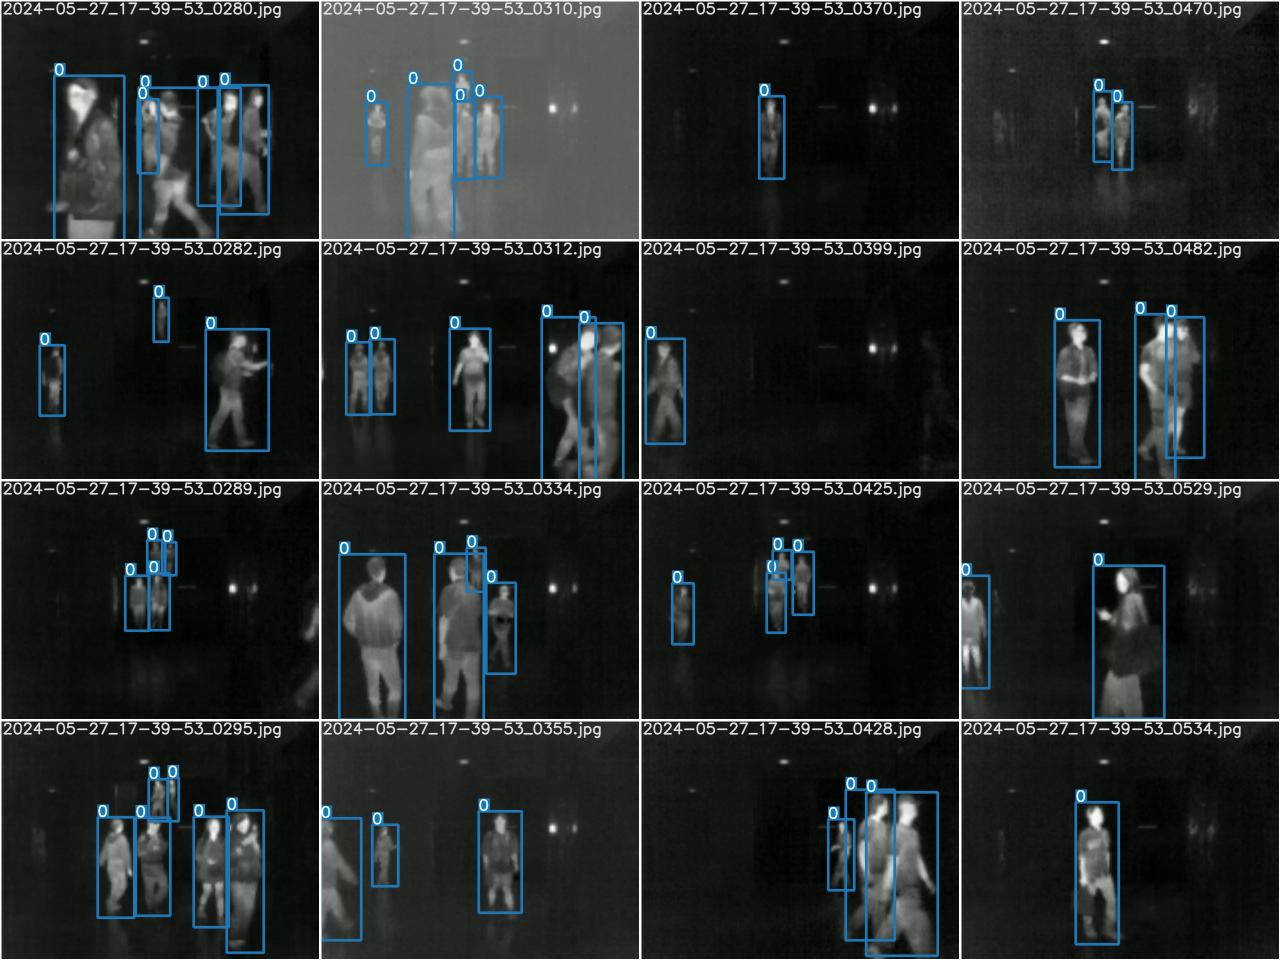 2024-05-27_17-39-53_0280.jpg
2024-05-27_17-39-53_0310.jpg
2024-05-27_17-39-53_0370.jpg
2024-05-27_17-39-53_0470.jpg
0 0 0 0 0
0 0 0 0 0
0
0 0
2024-05-27_17-39-53_0282.jpg
2024-05-27_17-39-53_0312.jpg
2024-05-27_17-39-53_0399.jpg
2024-05-27_17-39-53_0482.jpg
0 0 0
0 0 0 0 0
0
0 0 0
2024-05-27_17-39-53_0289.jpg
2024-05-27_17-39-53_0334.jpg
2024-05-27_17-39-53_0425.jpg
2024-05-27_17-39-53_0529.jpg
0 0 0 0
0 0 0 0
0 0 0 0
0 0
2024-05-27_17-39-53_0295.jpg
2024-05-27_17-39-53_0355.jpg
2024-05-27_17-39-53_0428.jpg
2024-05-27_17-39-53_0534.jpg
0 0 0 0 0 0
0 0 0
0 0 0
0